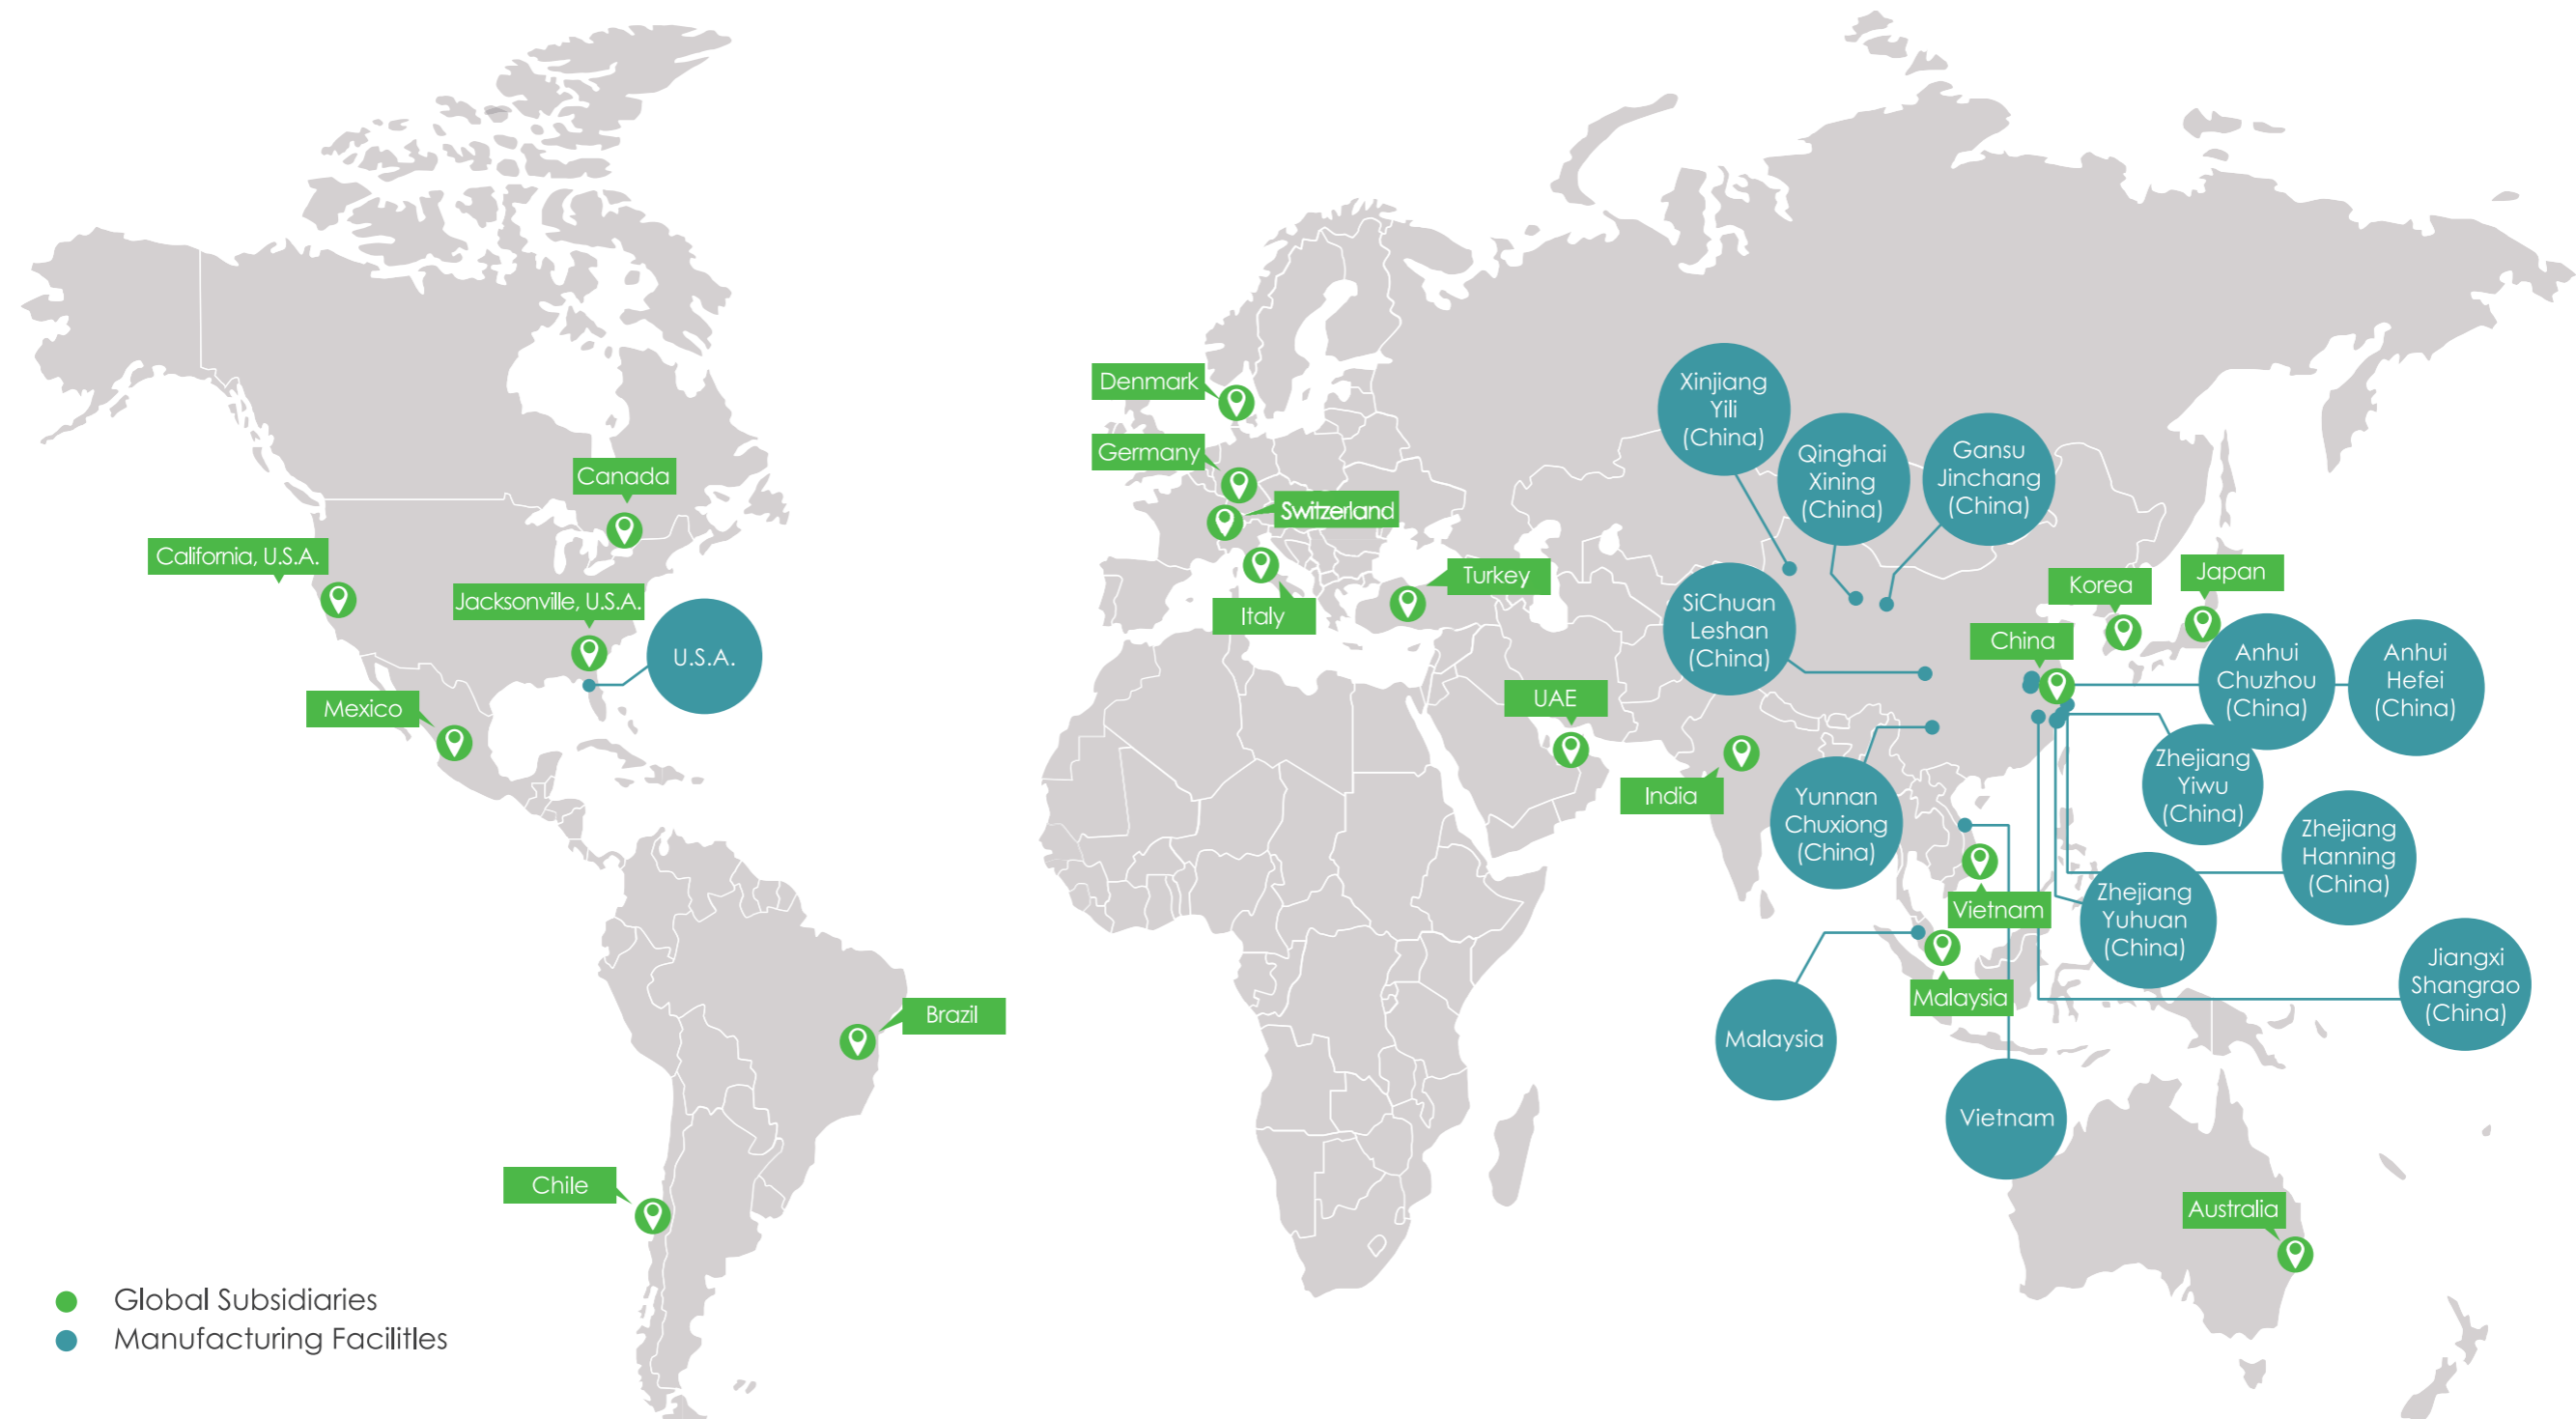 Denmark
Germany
Switzerland
Canada
California, U.S.A.
Jacksonville, U.S.A.
U.S.A.
Mexico
Italy
Turkey
UAE
India
Xinjiang
Yili
(China)
Qinghai
Xining
(China)
Gansu
Jinchang
(China)
SiChuan
Leshan
(China)
Korea
Japan
China
Anhui
Chuzhou
(China)
Anhui
Hefei
(China)
Zhejiang
Yiwu
(China)
Yunnan
Chuxiong
(China)
Zhejiang
Hanning
(China)
Zhejiang
Yuhuan
(China)
Vietnam
Jiangxi
Shangrao
(China)
Malaysia
Malaysia
Vietnam
Brazil
Chile
Australia
Global Subsidiaries
Manufacturing Facilitles